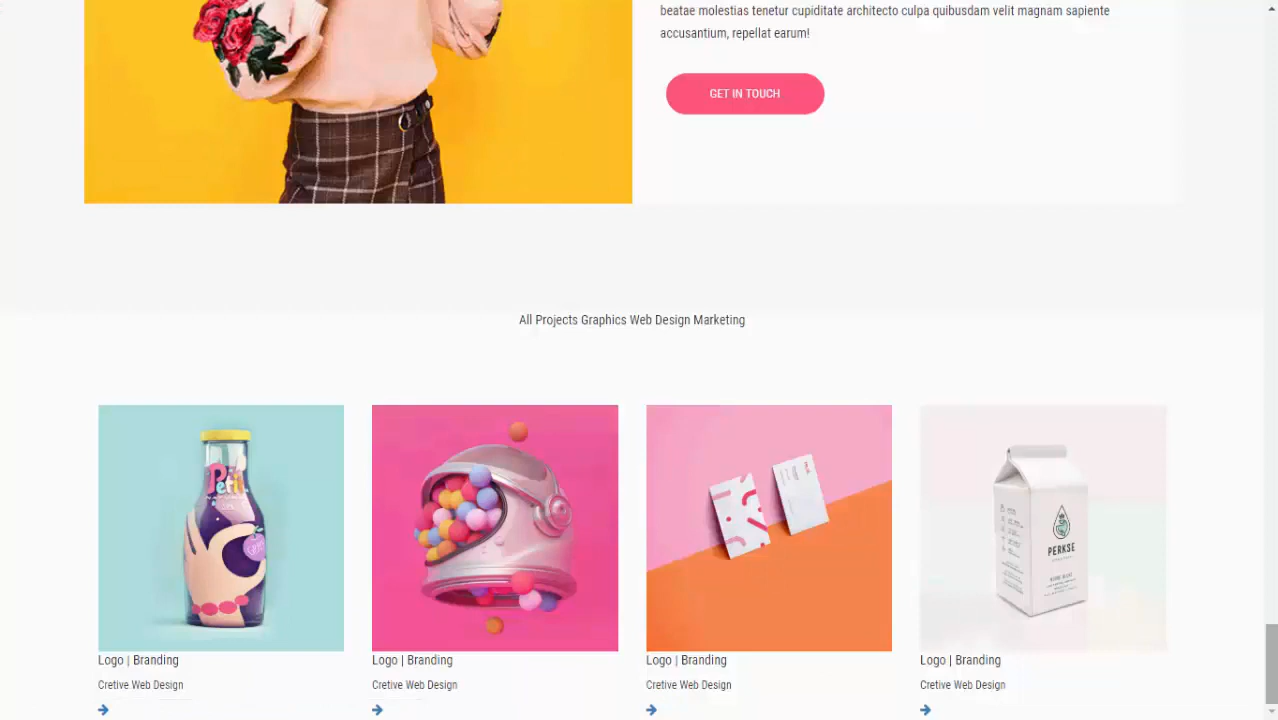 beatae molestias tenetur cupiditate architecto culpa quibusdam velit magnam sapiente
accusantium, repellat earum!
GET IN TOUCH
All Projects Graphics Web Design Marketing
Petit
PERKSE
Logo | Branding
Cretive Web Design
Logo | Branding
Cretive Web Design
Logo | Branding
Cretive Web Design
Logo | Branding
Cretive Web Design